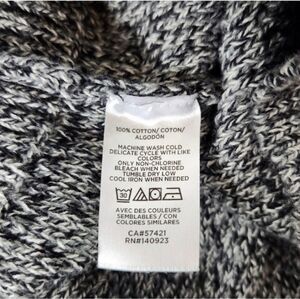 100% COTTON/ COTON/
ALGODÓN
MACHINE WASH COLD
DELICATE CYCLE WITH LIKE
COLORS
ONLY NON-CHLORINE
BLEACH WHEN NEEDED
TUMBLE DRY LOW
COOL IRON WHEN NEEDED
30
AVEC DES COULEURS
SEMBLABLES / CON
COLORES SIMILARES
CA#57421
RN#140923